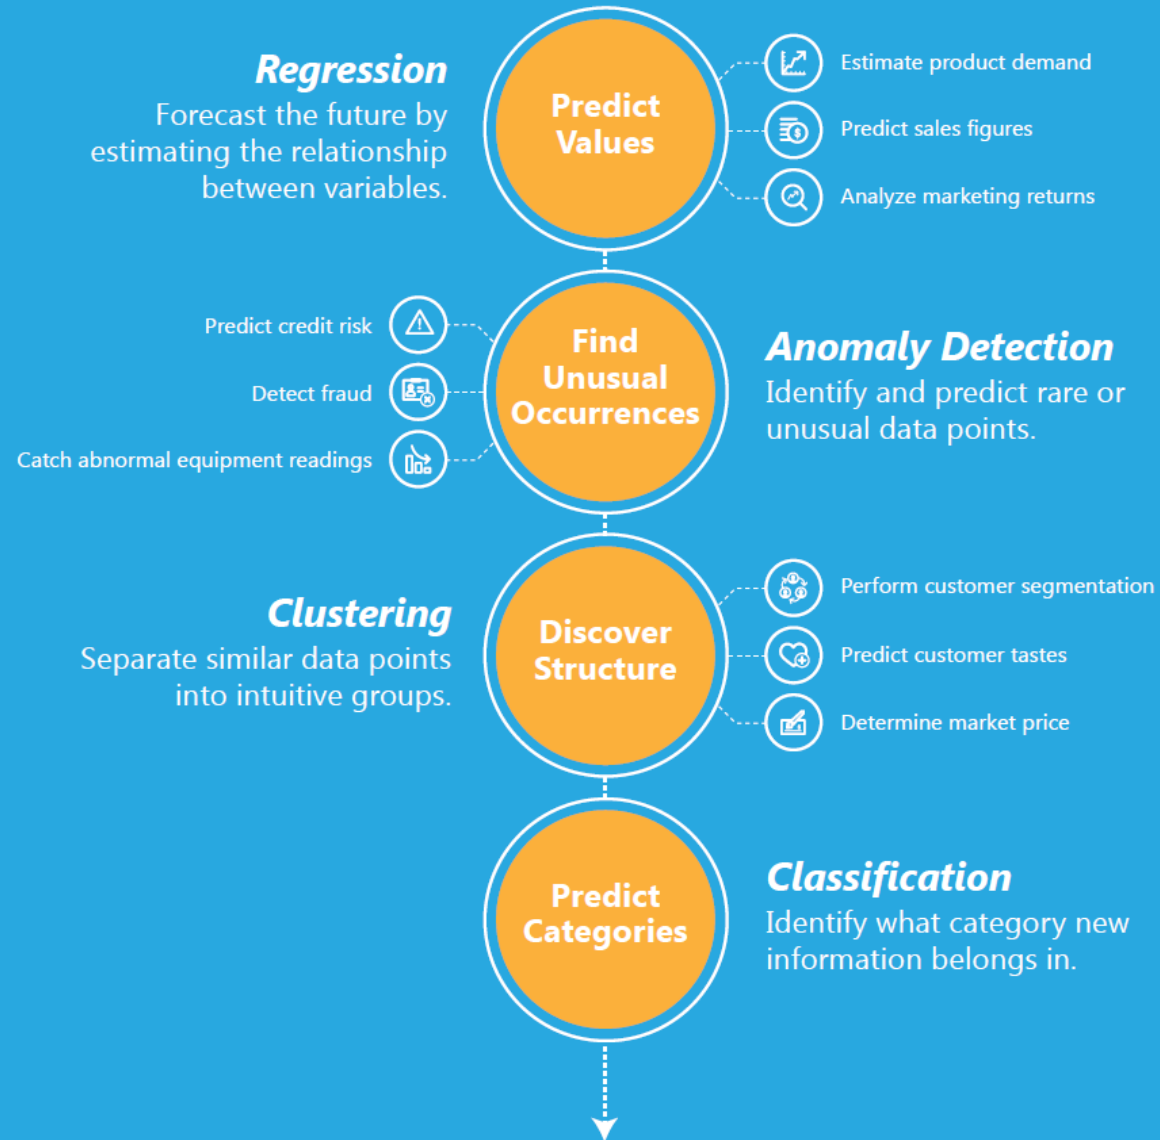 Regression
Forecast the future by
estimating the relationship
between variables.
Predict
Values
Estimate product demand
Predict sales figures
Analyze marketing returns
Predict credit risk
Detect fraud
Catch abnormal equipment readings
Find
Unusual
Occurrences
Anomaly Detection
Identify and predict rare or
unusual data points.
Clustering
Separate similar data points
into intuitive groups.
Discover
Structure
Perform customer segmentation
Predict customer tastes
Determine market price
Predict
Categories
Classification
Identify what category new
information belongs in.